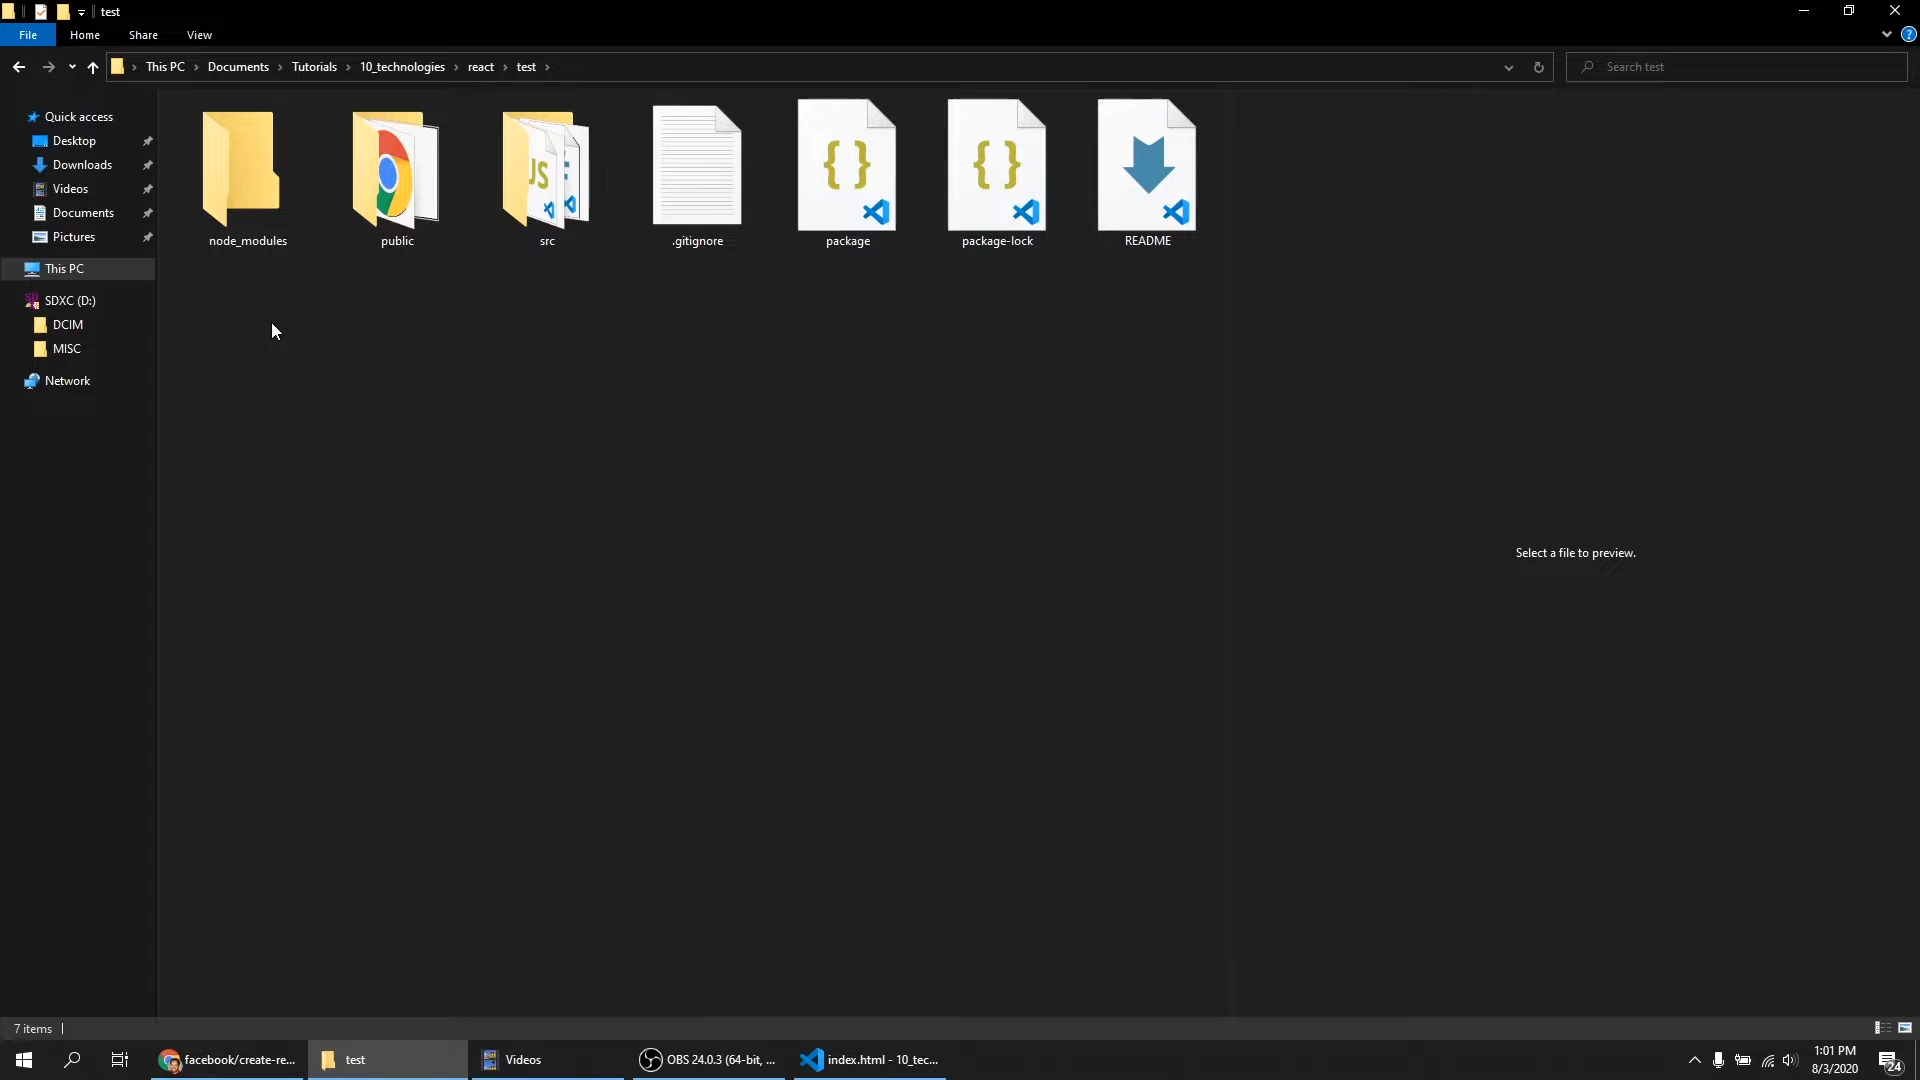 test
File Home Share View
This PC Documents Tutorials 10_technologies react test
Search test
Quick access
Desktop
Downloads
Videos
Documents
Pictures
This PC
SDXC (D:)
DCIM
MISC
Network
node_modules public src .gitignore package package-lock README
JS
{ } { }
Select a file to preview.
7 items
facebook/create-re... test Videos OBS 24.0.3 (64-bit, ... index.html - 10_tec...
1:01 PM
8/3/2020
24